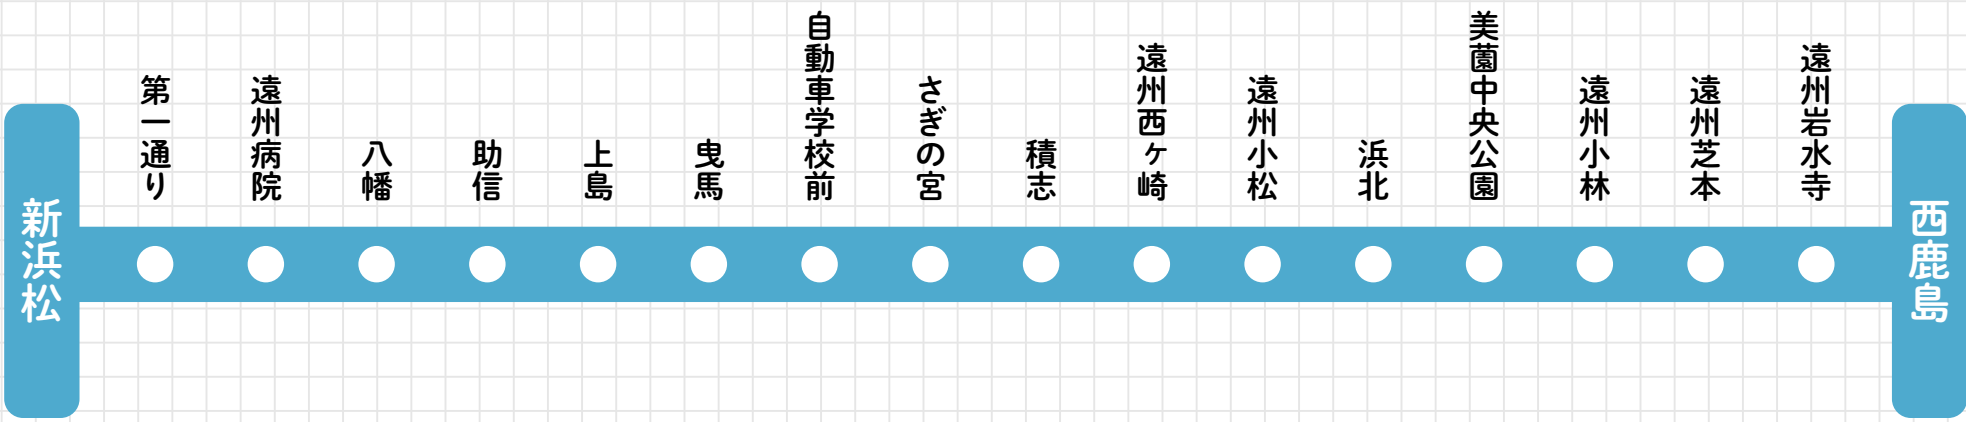 新浜松
第一通り
遠州病院
八幡
助信
上島
曳馬
自動車学校前
さぎの宮
積志
遠州西ヶ崎
遠州小松
浜北
美薗中央公園
遠州小林
遠州芝本
遠州岩水寺
西鹿島